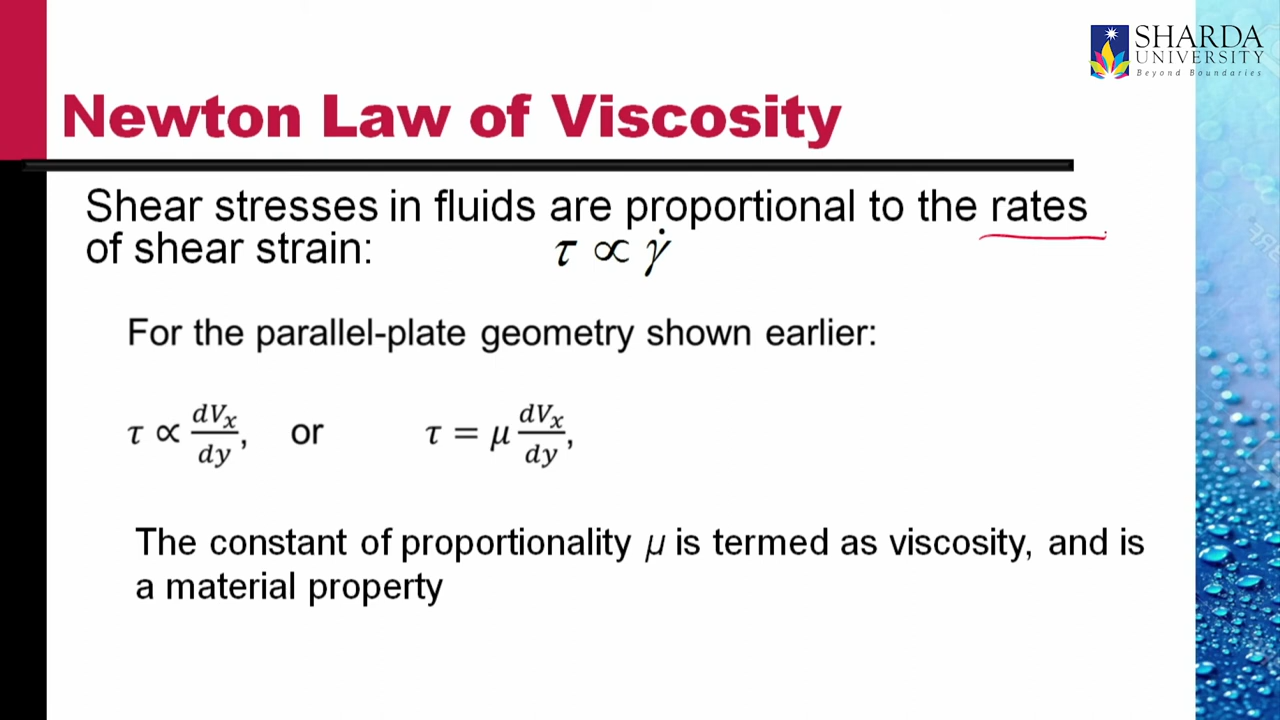 SHARDA
UNIVERSITY
Beyond Boundaries
Newton Law of Viscosity
Shear stresses in fluids are proportional to the rates
of shear strain: τ ∝ γ̇
For the parallel-plate geometry shown earlier:
τ ∝ dVₓ/dy, or τ = μ dVₓ/dy,
The constant of proportionality μ is termed as viscosity, and is
a material property